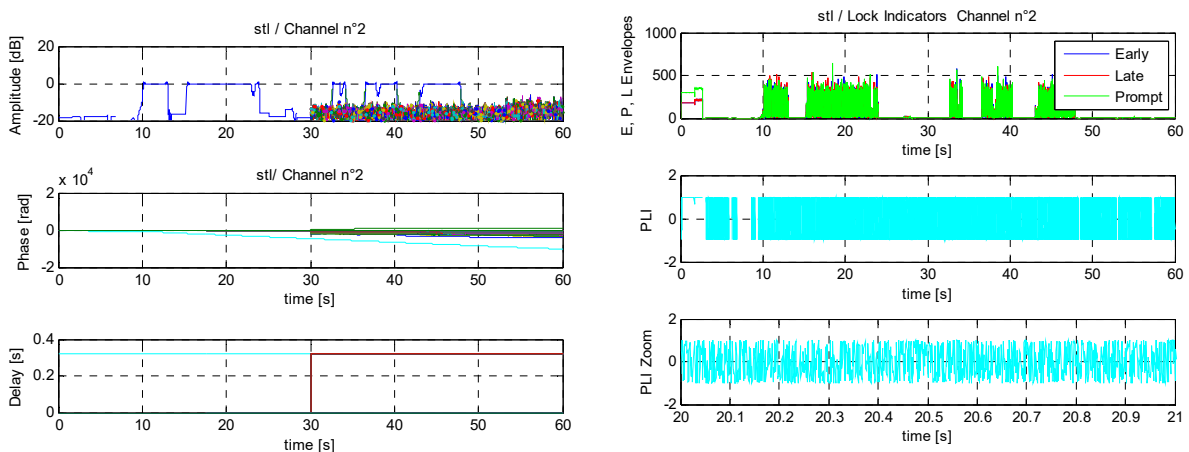 stl / Channel n°2
Amplitude [dB]
20
0
-20
0 10 20 30 40 50 60
time [s]
x 10^4
stl/ Channel n°2
Phase [rad]
2
0
-2
0 10 20 30 40 50 60
time [s]
Delay [s]
0.4
0.2
0
0 10 20 30 40 50 60
time [s]
stl / Lock Indicators Channel n°2
E, P, L Envelopes
1000
500
0
Early
Late
Prompt
0 10 20 30 40 50 60
time [s]
PLI
2
0
-2
0 10 20 30 40 50 60
time [s]
PLI Zoom
2
0
-2
20 20.1 20.2 20.3 20.4 20.5 20.6 20.7 20.8 20.9 21
time [s]